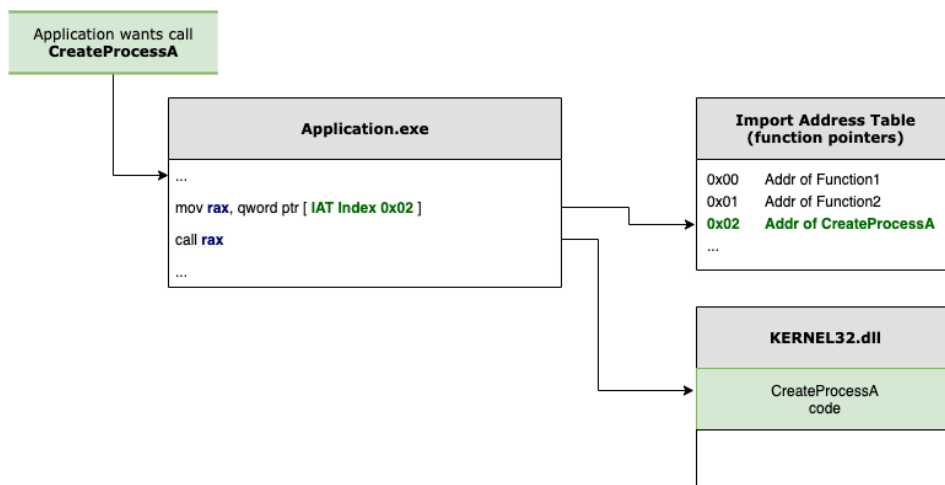 Application wants call
CreateProcessA
Application.exe
...
mov rax, qword ptr [ IAT Index 0x02 ]
call rax
...
Import Address Table
(function pointers)
0x00 Addr of Function1
0x01 Addr of Function2
0x02 Addr of CreateProcessA
...
KERNEL32.dll
CreateProcessA
code